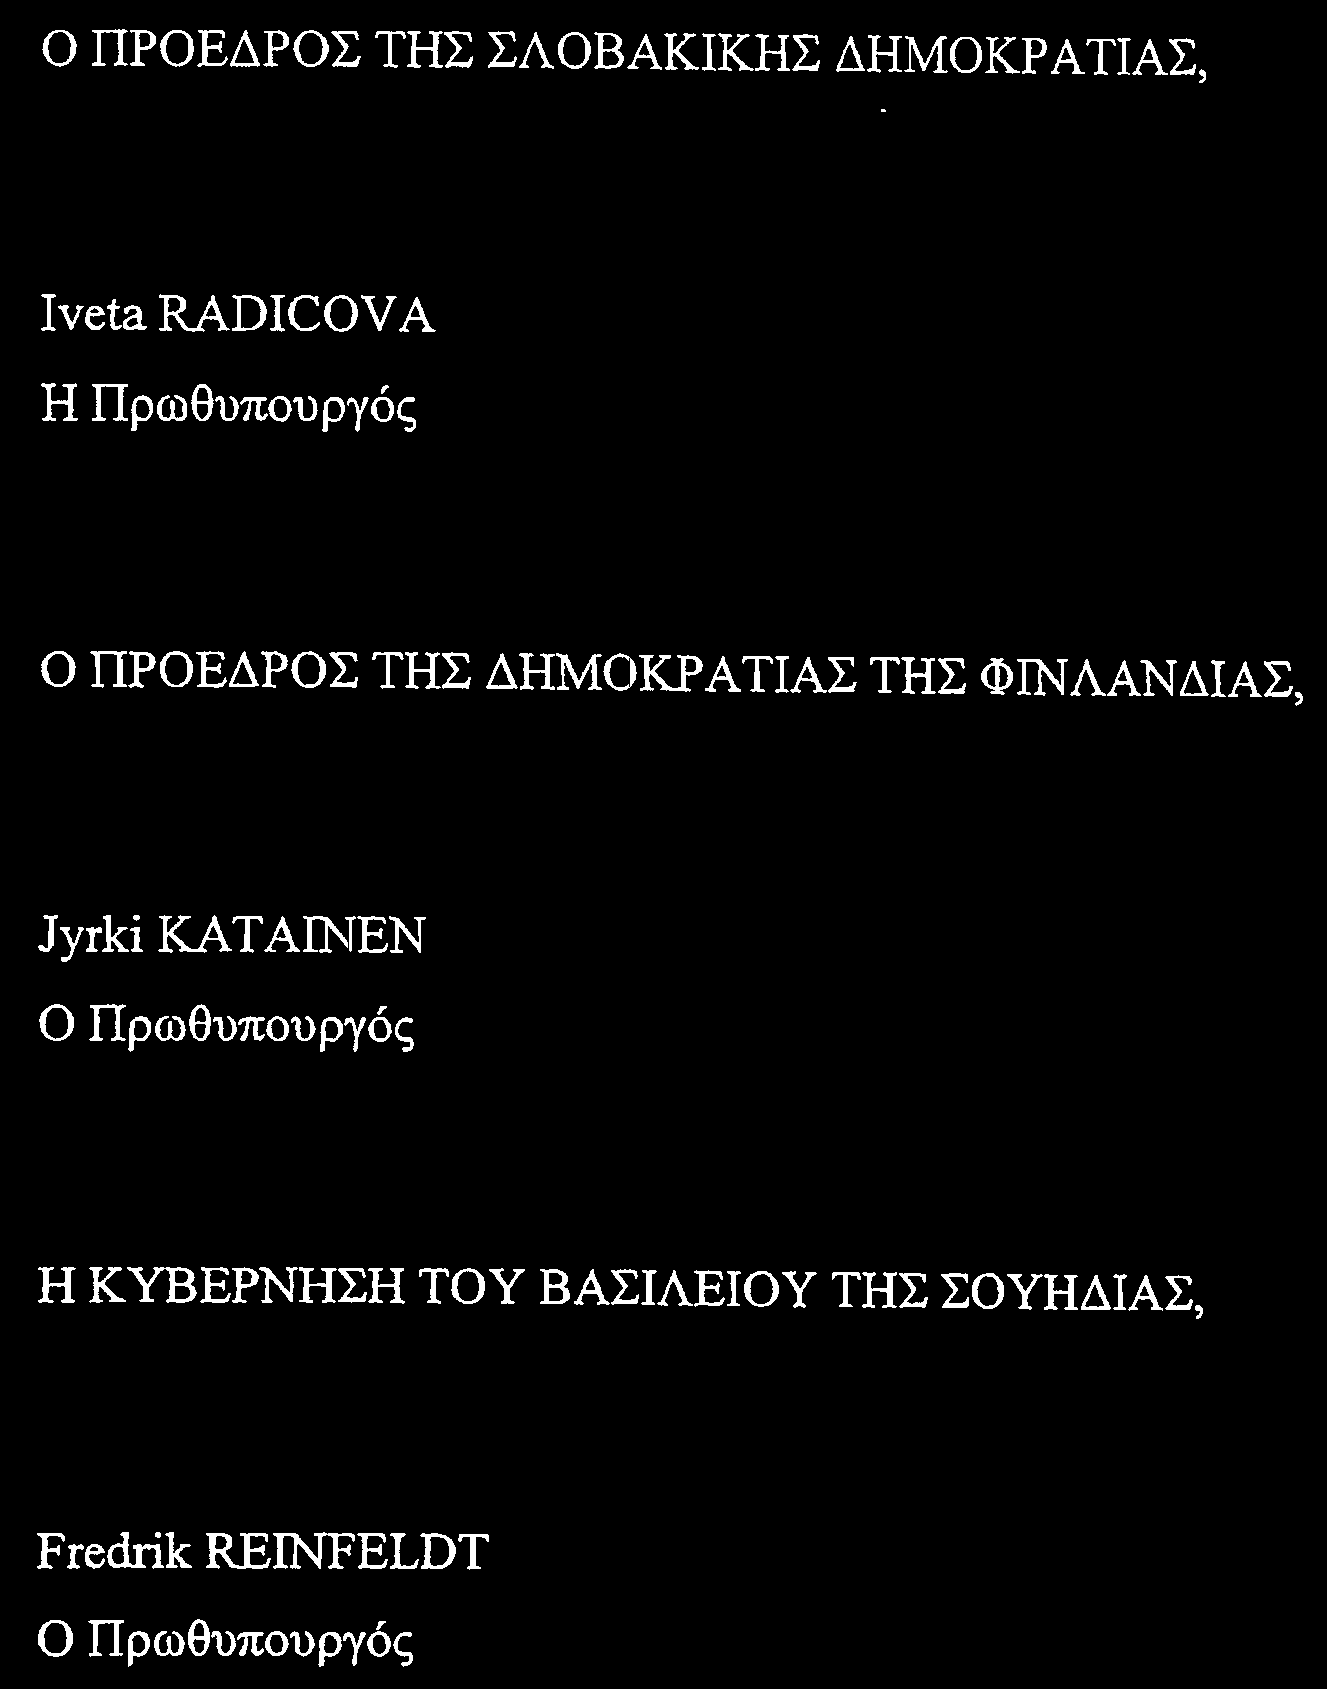 Ο ΠΡΟΕΔΡΟΣ ΤΗΣ ΣΛΟΒΑΚΙΚΗΣ ΔΗΜΟΚΡΑΤΙΑΣ,
Iveta RADICOVA
Η Πρωθυπουργός
Ο ΠΡΟΕΔΡΟΣ ΤΗΣ ΔΗΜΟΚΡΑΤΙΑΣ ΤΗΣ ΦΙΝΛΑΝΔΙΑΣ,
Jyrki KATAINEN
Ο Πρωθυπουργός
Η ΚΥΒΕΡΝΗΣΗ ΤΟΥ ΒΑΣΙΛΕΙΟΥ ΤΗΣ ΣΟΥΗΔΙΑΣ,
Fredrik REINFELDT
Ο Πρωθυπουργός